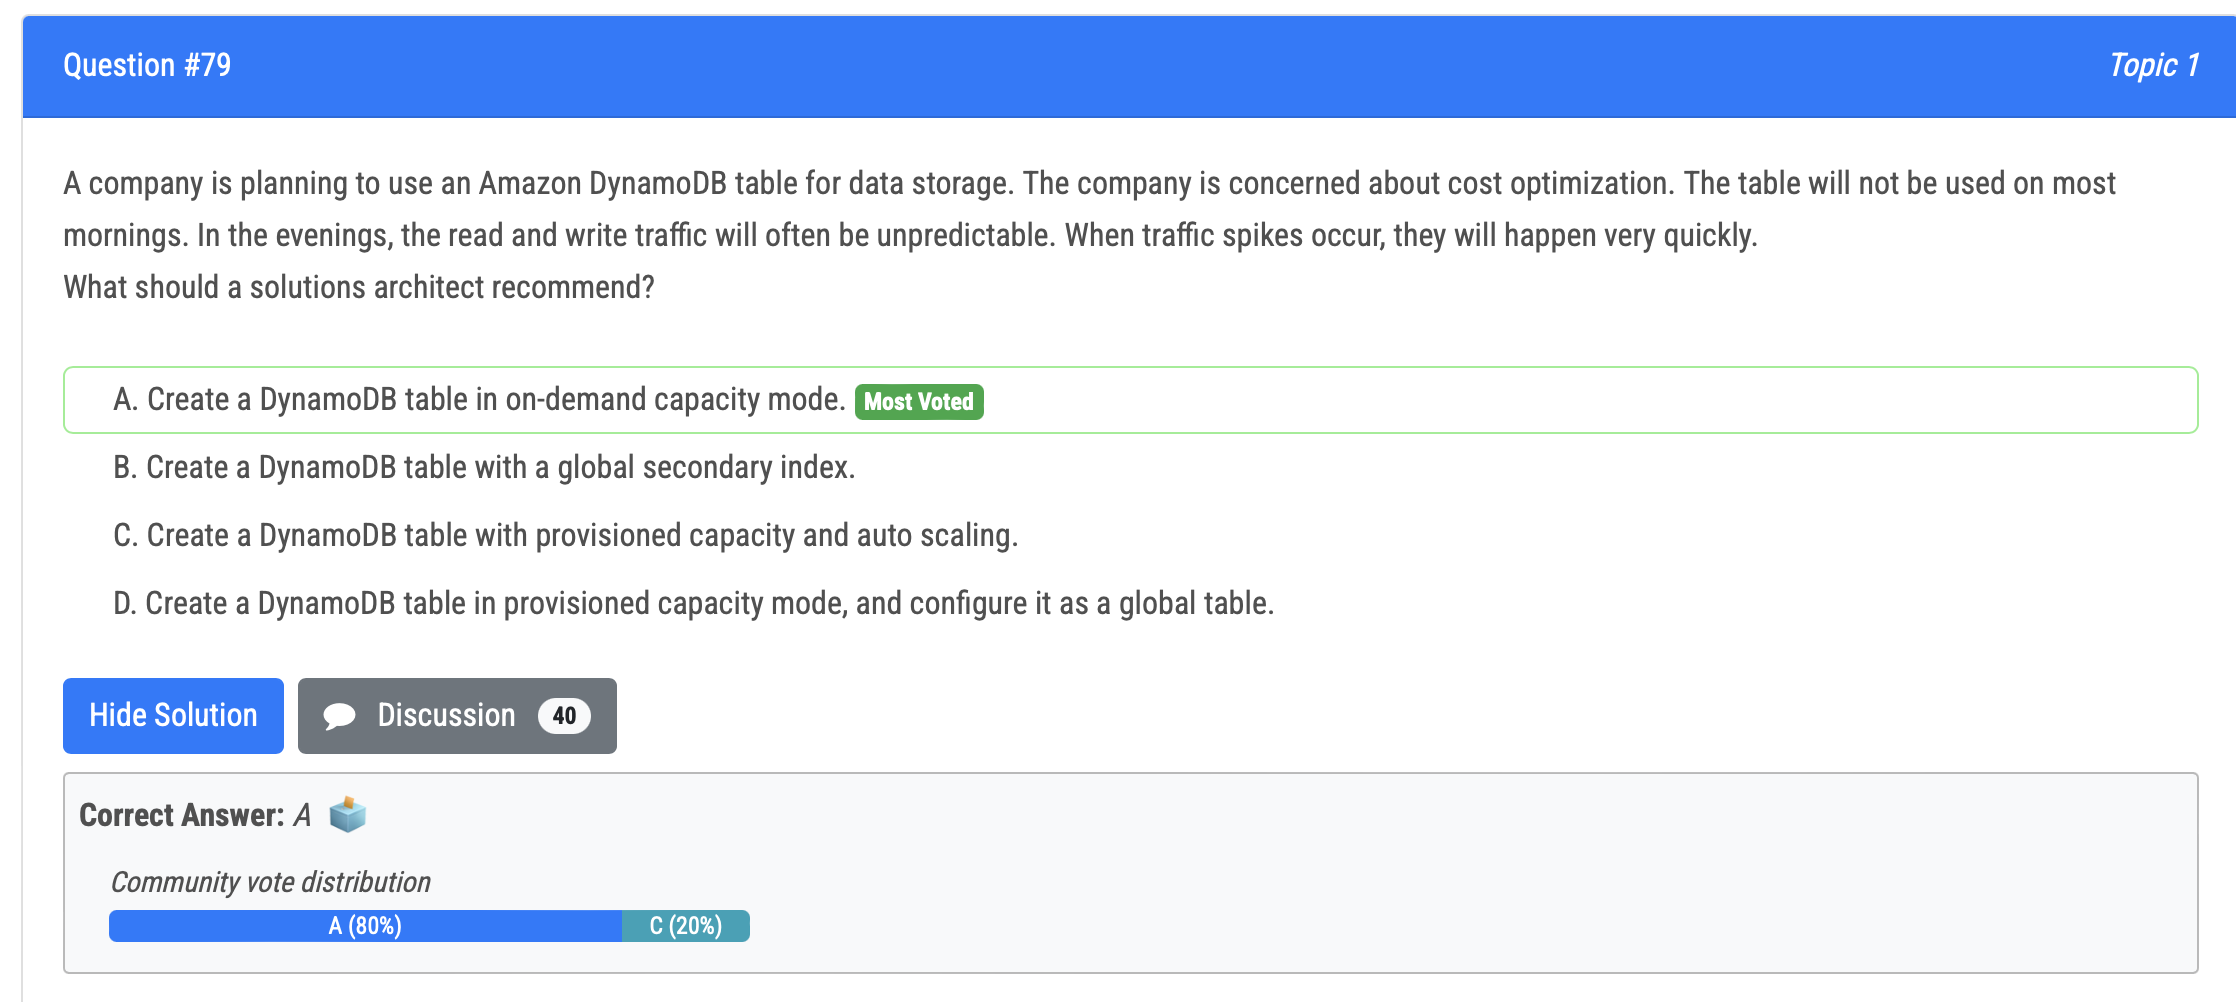 Question #79
Topic 1
A company is planning to use an Amazon DynamoDB table for data storage. The company is concerned about cost optimization. The table will not be used on most
mornings. In the evenings, the read and write traffic will often be unpredictable. When traffic spikes occur, they will happen very quickly.
What should a solutions architect recommend?
A. Create a DynamoDB table in on-demand capacity mode. Most Voted
B. Create a DynamoDB table with a global secondary index.
C. Create a DynamoDB table with provisioned capacity and auto scaling.
D. Create a DynamoDB table in provisioned capacity mode, and configure it as a global table.
Hide Solution
Discussion 40
Correct Answer: A
Community vote distribution
A (80%)
C (20%)